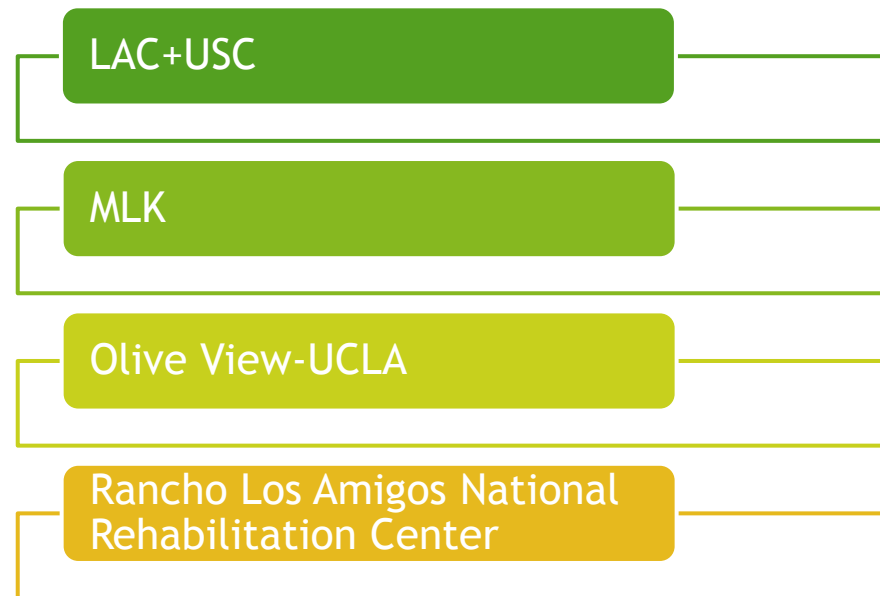 LAC+USC
MLK
Olive View-UCLA
Rancho Los Amigos National
Rehabilitation Center